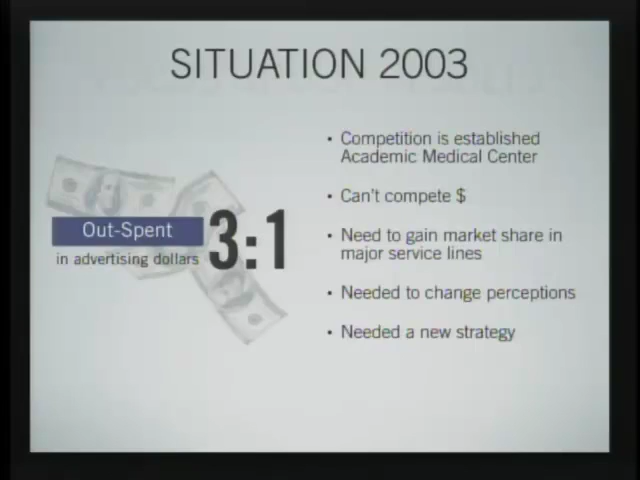 SITUATION 2003
Out-Spent
in advertising dollars
3:1
• Competition is established
Academic Medical Center
• Can't compete $
• Need to gain market share in
major service lines
• Needed to change perceptions
• Needed a new strategy